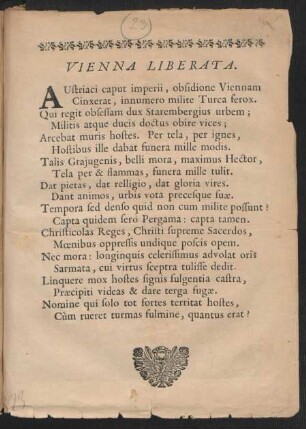 (29)
VIENNA LIBERATA.
AUstriaci caput imperii, obsidione Viennam
Cinxerat, innumero milite Turca ferox.
Qui regit obsessam dux Starembergius urbem;
Militis atque ducis doctus obire vices;
Arcebat muris hostes. Per tela, per ignes,
Hostibus ille dabat funera mille modis.
Talis Grajugenis, belli mora, maximus Hector,
Tela per & flammas, funera mille tulit.
Dat pietas, dat relligio, dat gloria vires.
Dant animos, urbis vota precesque suæ.
Tempora sed denso quid non cum milite possunt?
Capta quidem sero Pergama: capta tamen.
Christicolas Reges, Christi supreme Sacerdos,
Mœnibus oppressis undique poscis opem.
Nec mora: longinquis celerissimus advolat oris
Sarmata, cui virtus sceptra tulisse dedit.
Linquere mox hostes signis fulgentia castra,
Præcipiti videas & dare terga fugæ.
Nomine qui solo tot fortes territat hostes,
Cùm rueret turmas fulmine, quantus erat?